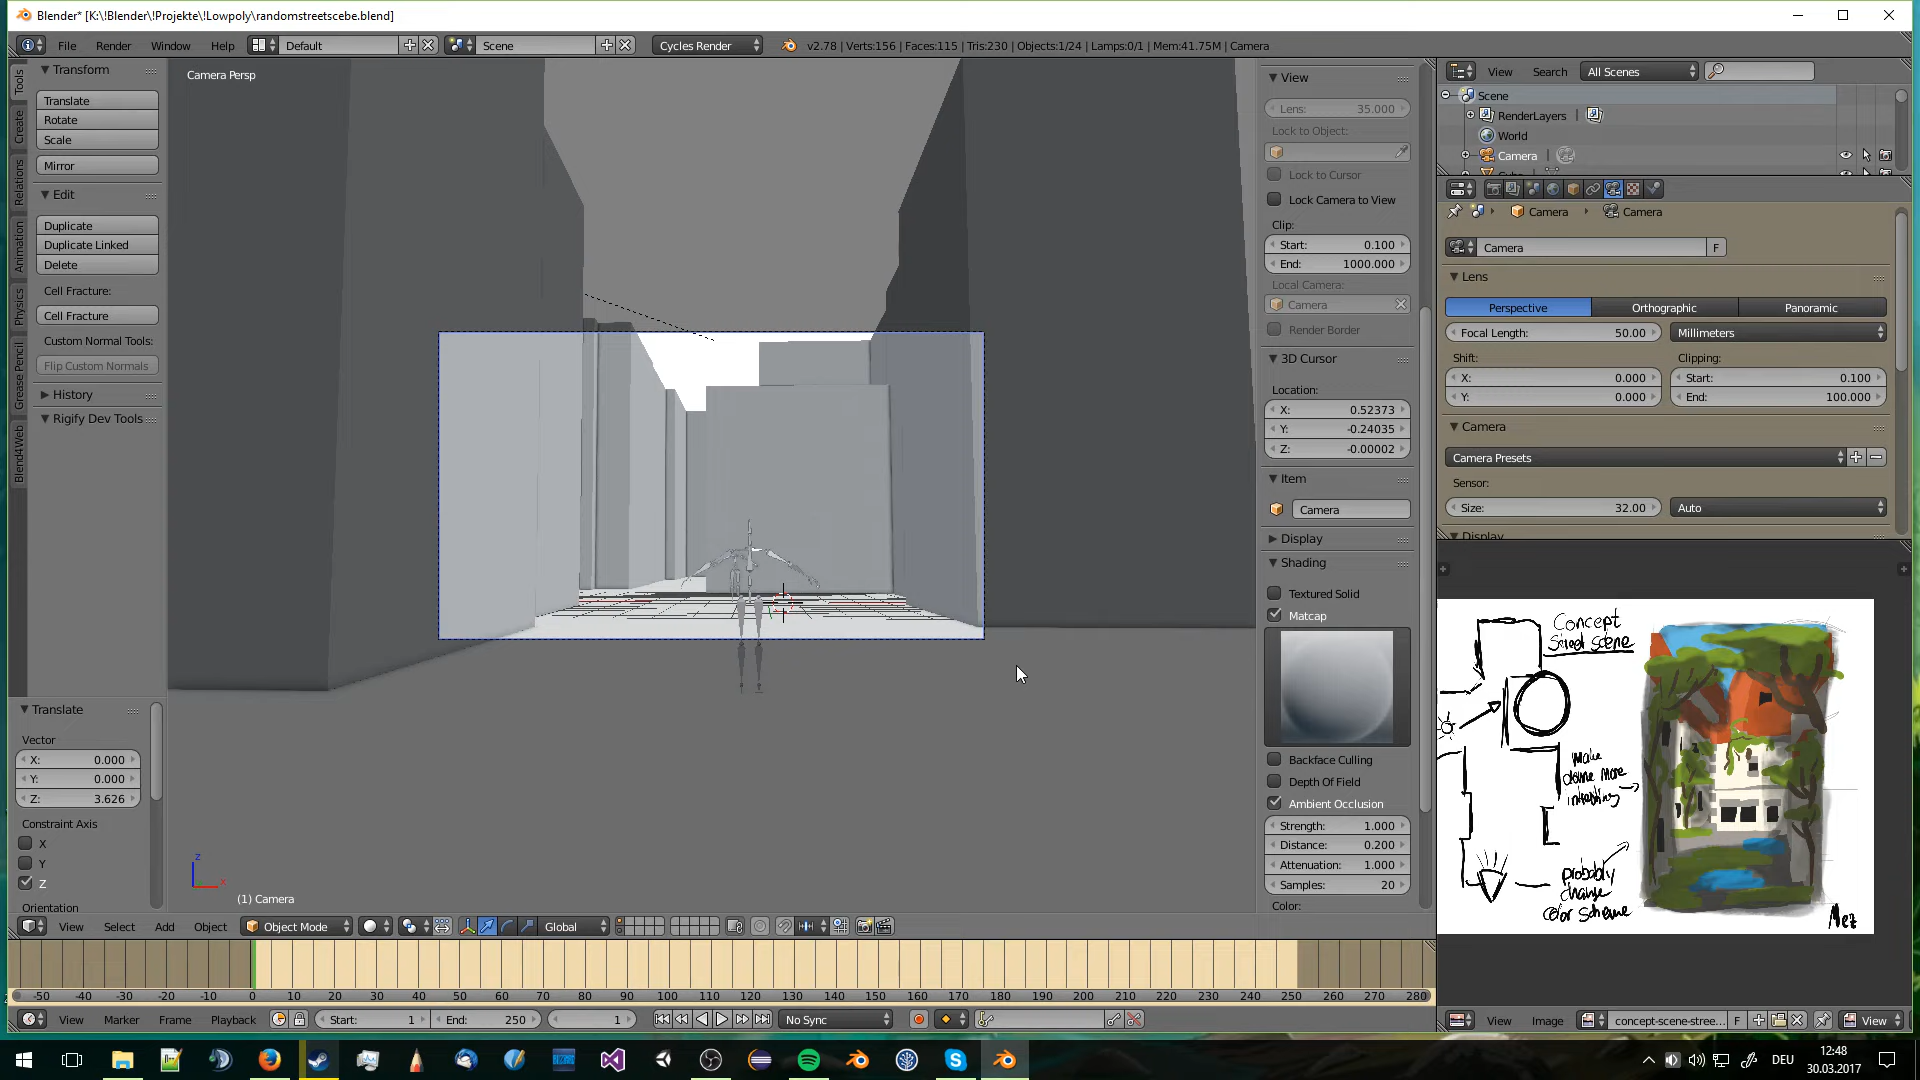 Blender* [K:\!Blender\!Projekte\!Lowpoly\randomstreetscebe.blend]
File Render Window Help Default Scene Cycles Render v2.78 | Verts:156 | Faces:115 | Tris:230 | Objects:1/24 | Lamps:0/1 | Mem:41.75M | Camera
Tools
Create
Relations
Animation
Physics
Grease Pencil
Blend4Web
Transform
Translate
Rotate
Scale
Mirror
Edit
Duplicate
Duplicate Linked
Delete
Cell Fracture:
Cell Fracture
Custom Normal Tools:
Flip Custom Normals
History
Rigify Dev Tools
Translate
Vector
X: 0.000
Y: 0.000
Z: 3.626
Constraint Axis
X
Y
Z
Orientation
Camera Persp
z
x
(1) Camera
View
Lens: 35.000
Lock to Object:
Lock to Cursor
Lock Camera to View
Clip:
Start: 0.100
End: 1000.000
Local Camera:
Camera
Render Border
3D Cursor
Location:
X: 0.52373
Y: -0.24035
Z: -0.00002
Item
Camera
Display
Shading
Textured Solid
Matcap
Backface Culling
Depth Of Field
Ambient Occlusion
Strength: 1.000
Distance: 0.200
Attenuation: 1.000
Samples: 20
Color:
View Search All Scenes
Scene
RenderLayers
World
Camera
Camera Camera
Camera F
Lens
Perspective Orthographic Panoramic
Focal Length: 50.00 Millimeters
Shift: Clipping:
X: 0.000 Start: 0.100
Y: 0.000 End: 100.000
Camera
Camera Presets
Sensor:
Size: 32.00 Auto
Display
Concept
Street Scene
make
dome more
intresting
probably
change
color scheme
Mez
View Select Add Object Object Mode Global
-50 -40 -30 -20 -10 0 10 20 30 40 50 60 70 80 90 100 110 120 130 140 150 160 170 180 190 200 210 220 230 240 250 260 270 280
View Marker Frame Playback Start: 1 End: 250 1 No Sync
View Image concept-scene-stree... F View
DEU
12:48
30.03.2017